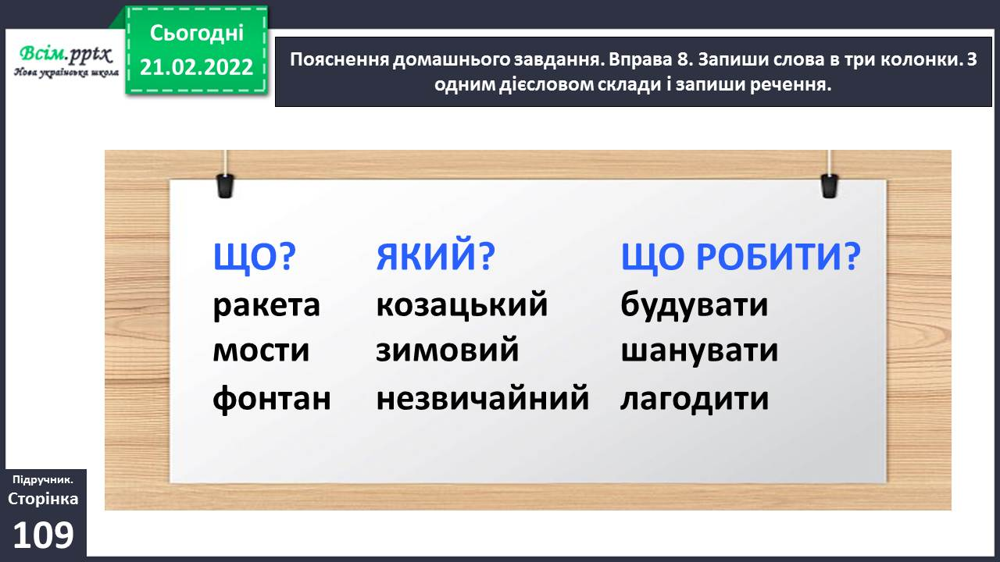 Всім.pptx
Нова українська школа
Сьогодні
21.02.2022
Пояснення домашнього завдання. Вправа 8. Запиши слова в три колонки. З
одним дієсловом склади і запиши речення.
ЩО? ЯКИЙ? ЩО РОБИТИ?
ракета козацький будувати
мости зимовий шанувати
фонтан незвичайний лагодити
Підручник.
Сторінка
109